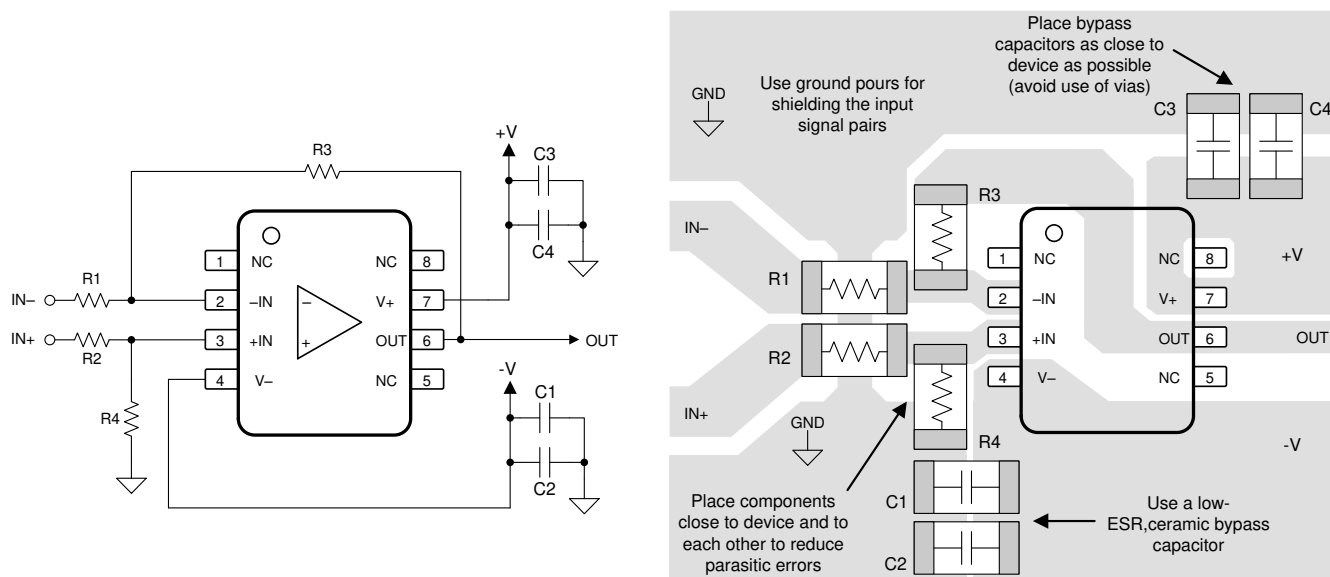 R3
+V
C3
C4
1
NC
NC
8
R1
IN–
2
–IN
V+
7
IN+
R2
3
+IN
OUT
6
OUT
4
V–
NC
5
-V
R4
C1
C2
–
+
Place bypass
capacitors as close to
device as possible
(avoid use of vias)
GND
Use ground pours for
shielding the input
signal pairs
C3
C4
R3
IN–
R1
1
NC
NC
8
+V
2
–IN
V+
7
3
+IN
OUT
6
OUT
R2
4
V–
NC
5
IN+
GND
R4
-V
Place components
close to device and to
each other to reduce
parasitic errors
C1
C2
Use a low-
ESR,ceramic bypass
capacitor